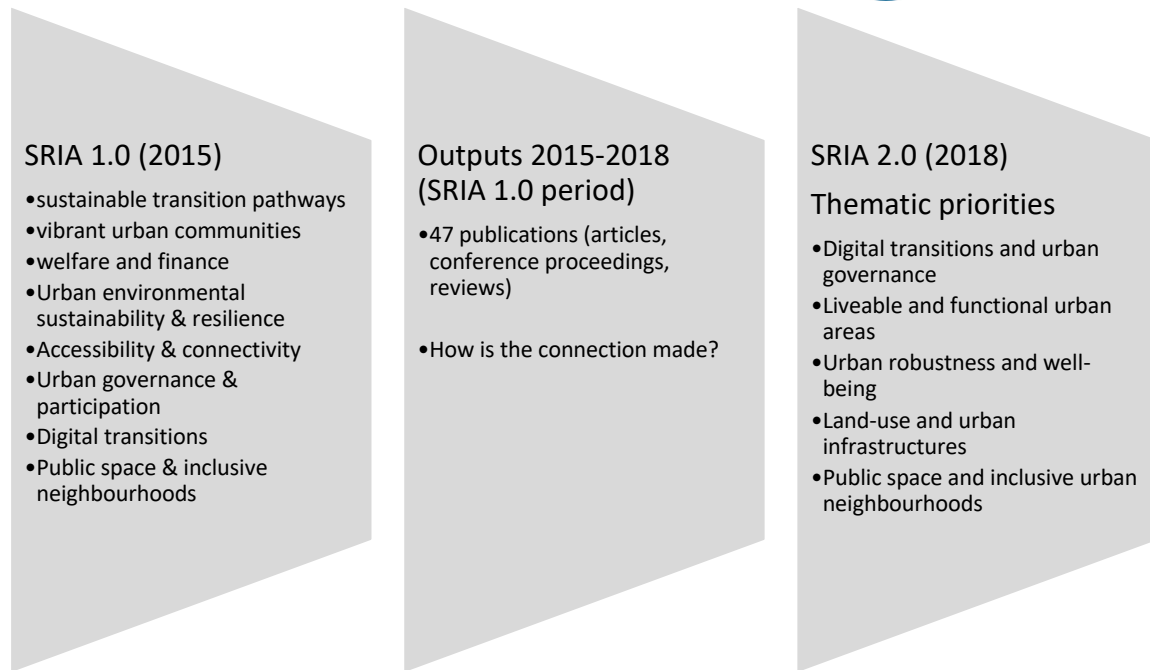 SRIA 1.0 (2015)
•sustainable transition pathways
•vibrant urban communities
•welfare and finance
•Urban environmental
sustainability & resilience
•Accessibility & connectivity
•Urban governance &
participation
•Digital transitions
•Public space & inclusive
neighbourhoods
Outputs 2015-2018
(SRIA 1.0 period)
•47 publications (articles,
conference proceedings,
reviews)
•How is the connection made?
SRIA 2.0 (2018)
Thematic priorities
•Digital transitions and urban
governance
•Liveable and functional urban
areas
•Urban robustness and well-
being
•Land-use and urban
infrastructures
•Public space and inclusive urban
neighbourhoods